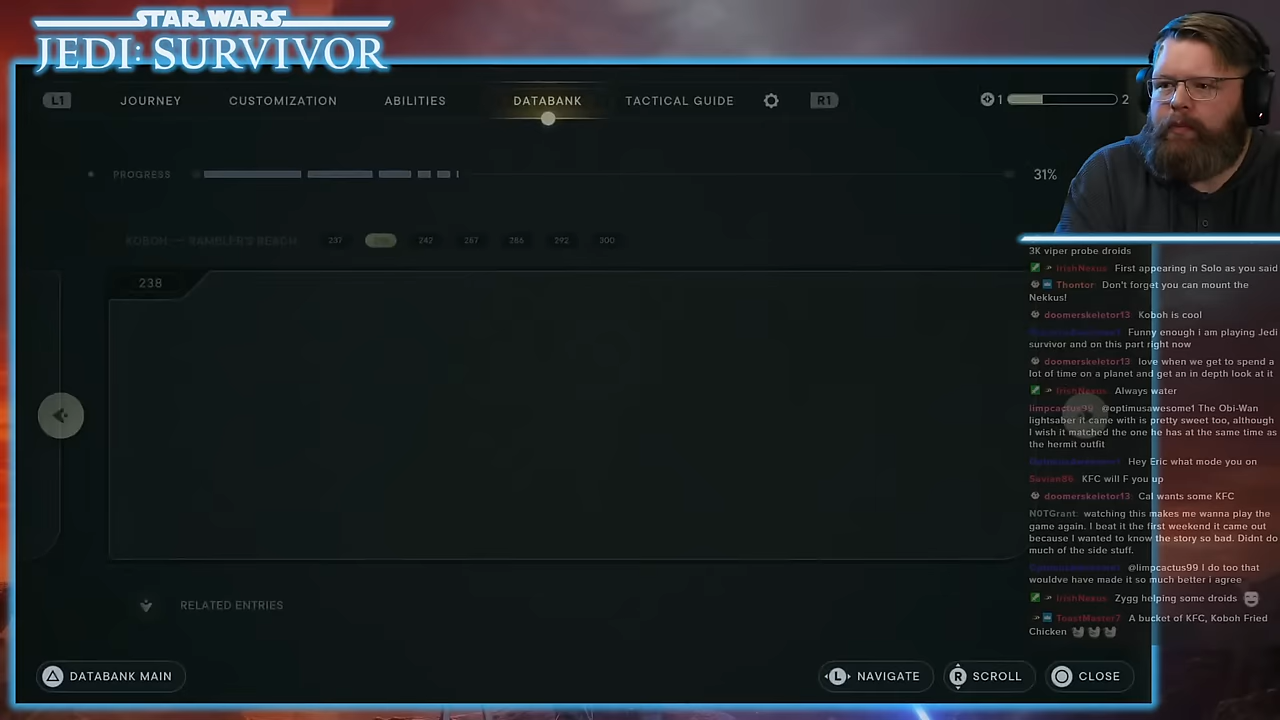 STAR WARS
JEDI: SURVIVOR
L1 JOURNEY CUSTOMIZATION ABILITIES DATABANK TACTICAL GUIDE R1 1 2
PROGRESS 31%
KOBOH — RAMBLER'S REACH 237 242 267 286 292 300
238
3K viper probe droids
IrishNexus: First appearing in Solo as you said
Thontor: Don't forget you can mount the
Nekkus!
doomerskeletor13 Koboh is cool
Funny enough i am playing Jedi
survivor and on this part right now
doomerskeletor13 love when we get to spend a
lot of time on a planet and get an in depth look at it
IrishNexus: Always water
limpcactus99 @optimusawesome1 The Obi-Wan
lightsaber it came with is pretty sweet too, although
I wish it matched the one he has at the same time as
the hermit outfit
Hey Eric what mode you on
KFC will F you up
doomerskeletor13 Cal wants some KFC
N0TGrant: watching this makes me wanna play the
game again. I beat it the first weekend it came out
because I wanted to know the story so bad. Didnt do
much of the side stuff.
@limpcactus99 I do too that
wouldve have made it so much better i agree
IrishNexus: Zygg helping some droids
ToastMaster7 A bucket of KFC, Koboh Fried
Chicken
RELATED ENTRIES
DATABANK MAIN L NAVIGATE R SCROLL CLOSE